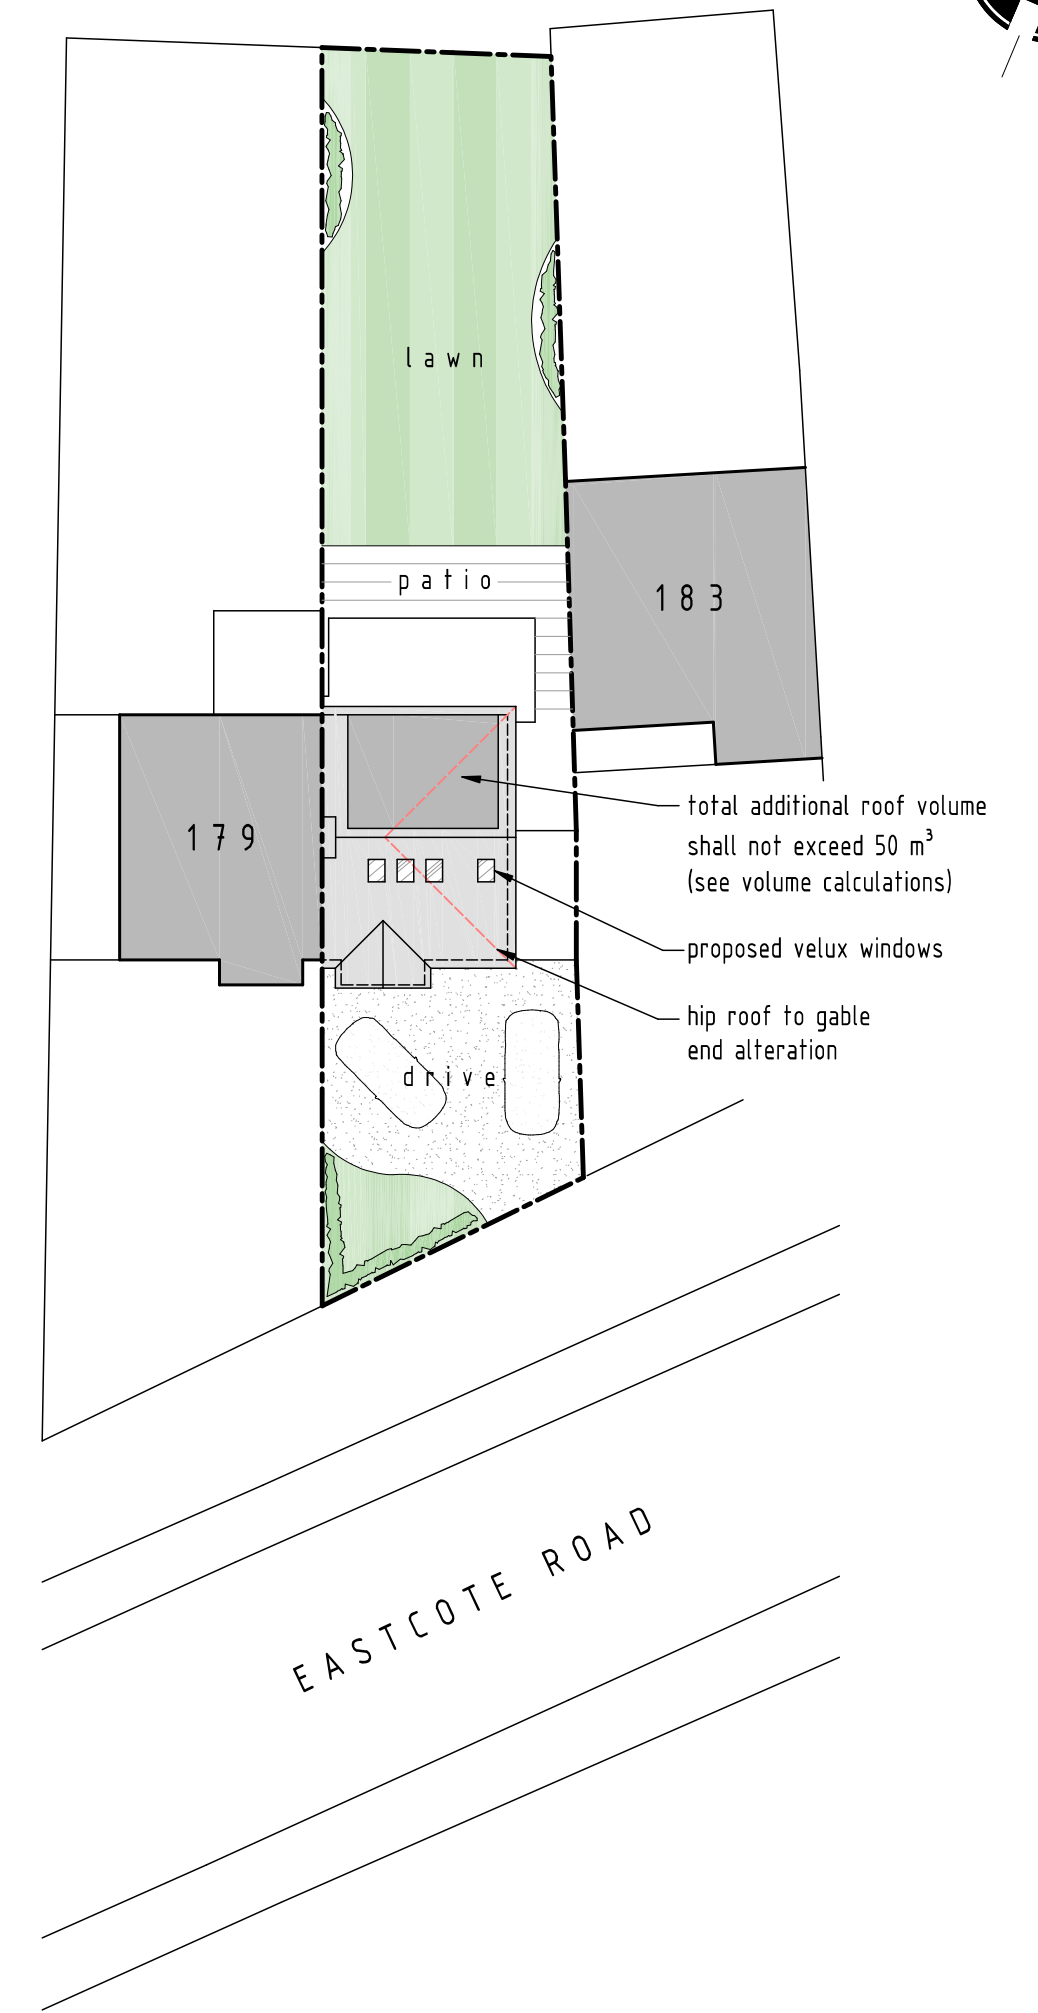 lawn
patio
183
179
total additional roof volume
shall not exceed 50 m³
(see volume calculations)
proposed velux windows
hip roof to gable
end alteration
drive
EASTCOTE ROAD